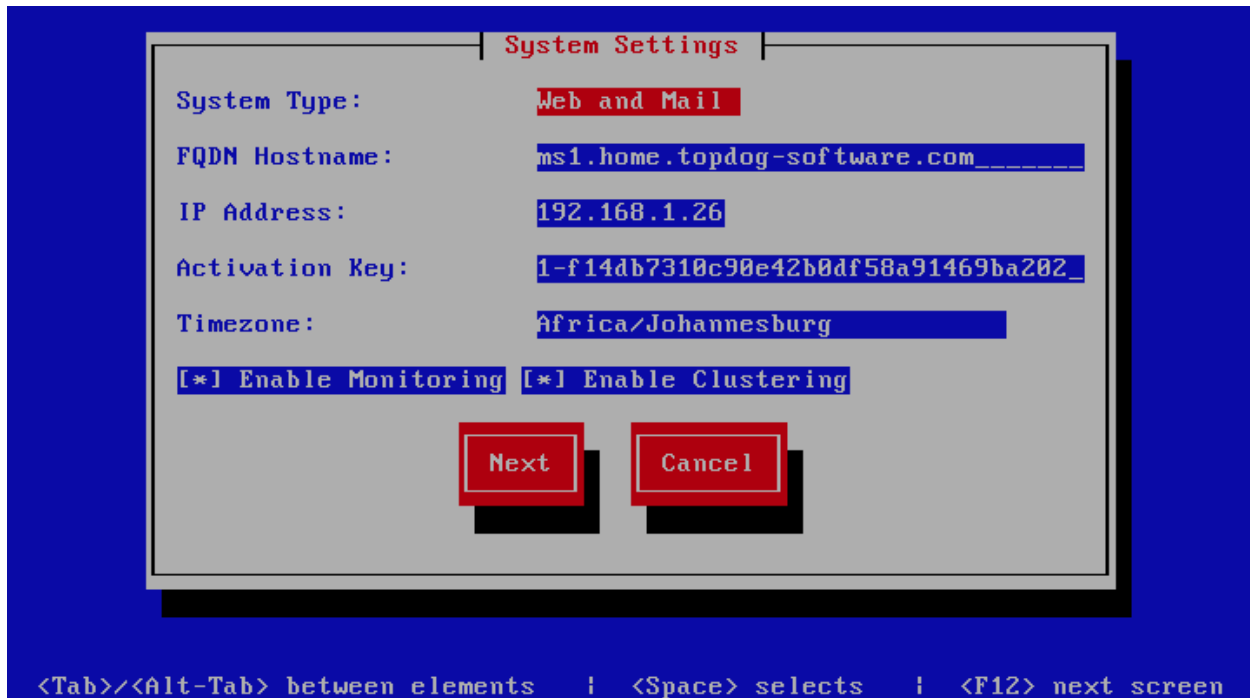 System Settings
System Type: Web and Mail
FQDN Hostname: ms1.home.topdog-software.com_______
IP Address: 192.168.1.26
Activation Key: 1-f14db7310c90e42b0df58a91469ba202_
Timezone: Africa/Johannesburg
[*] Enable Monitoring [*] Enable Clustering
Next Cancel
<Tab>/<Alt-Tab> between elements | <Space> selects | <F12> next screen